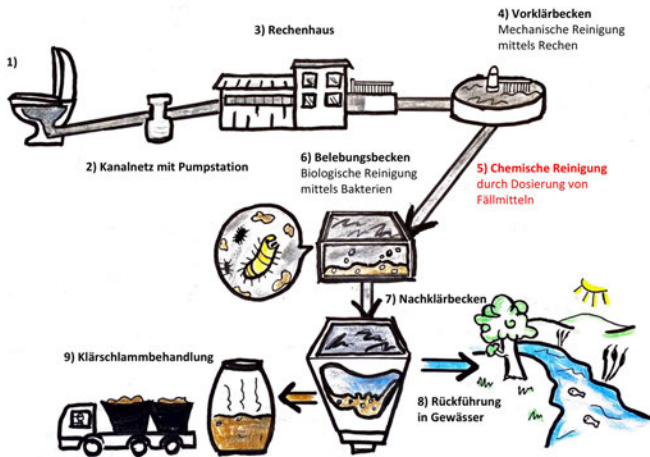 1)
2) Kanalnetz mit Pumpstation
3) Rechenhaus
4) Vorklärbecken
Mechanische Reinigung
mittels Rechen
5) Chemische Reinigung
durch Dosierung von
Fällmitteln
6) Belebungsbecken
Biologische Reinigung
mittels Bakterien
7) Nachklärbecken
8) Rückführung
in Gewässer
9) Klärschlammbehandlung